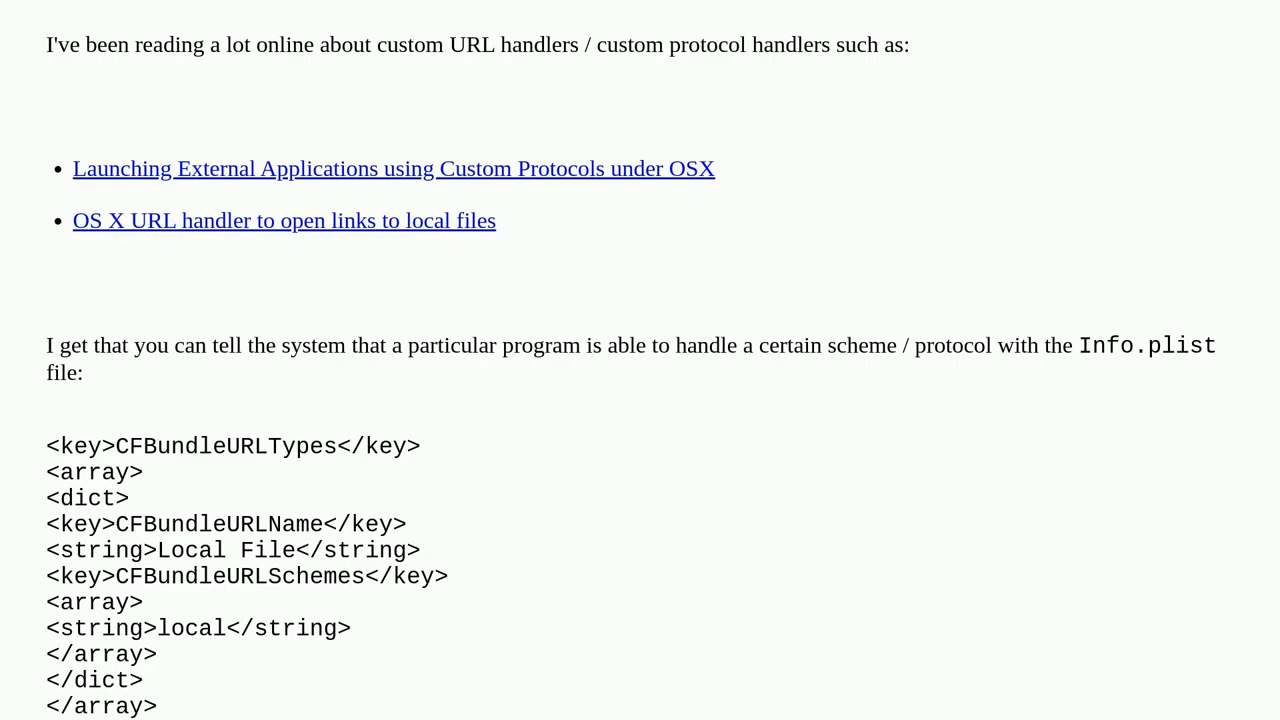 I've been reading a lot online about custom URL handlers / custom protocol handlers such as:
• Launching External Applications using Custom Protocols under OSX
• OS X URL handler to open links to local files
I get that you can tell the system that a particular program is able to handle a certain scheme / protocol with the Info.plist
file:
<key>CFBundleURLTypes</key>
<array>
<dict>
<key>CFBundleURLName</key>
<string>Local File</string>
<key>CFBundleURLSchemes</key>
<array>
<string>local</string>
</array>
</dict>
</array>